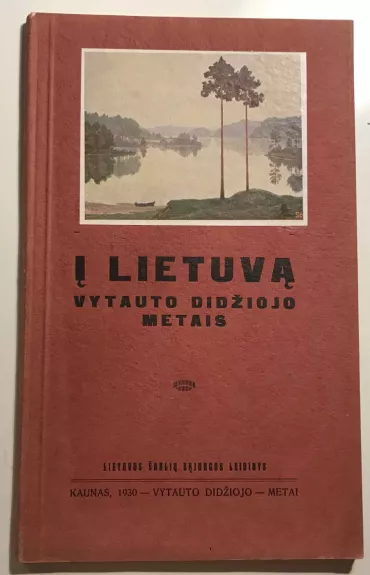 Į LIETUVĄ
VYTAUTO DIDŽIOJO
METAIS
LIETUVOS ŠAULIŲ SĄJUNGOS LEIDINYS
KAUNAS, 1930 — VYTAUTO DIDŽIOJO — METAI